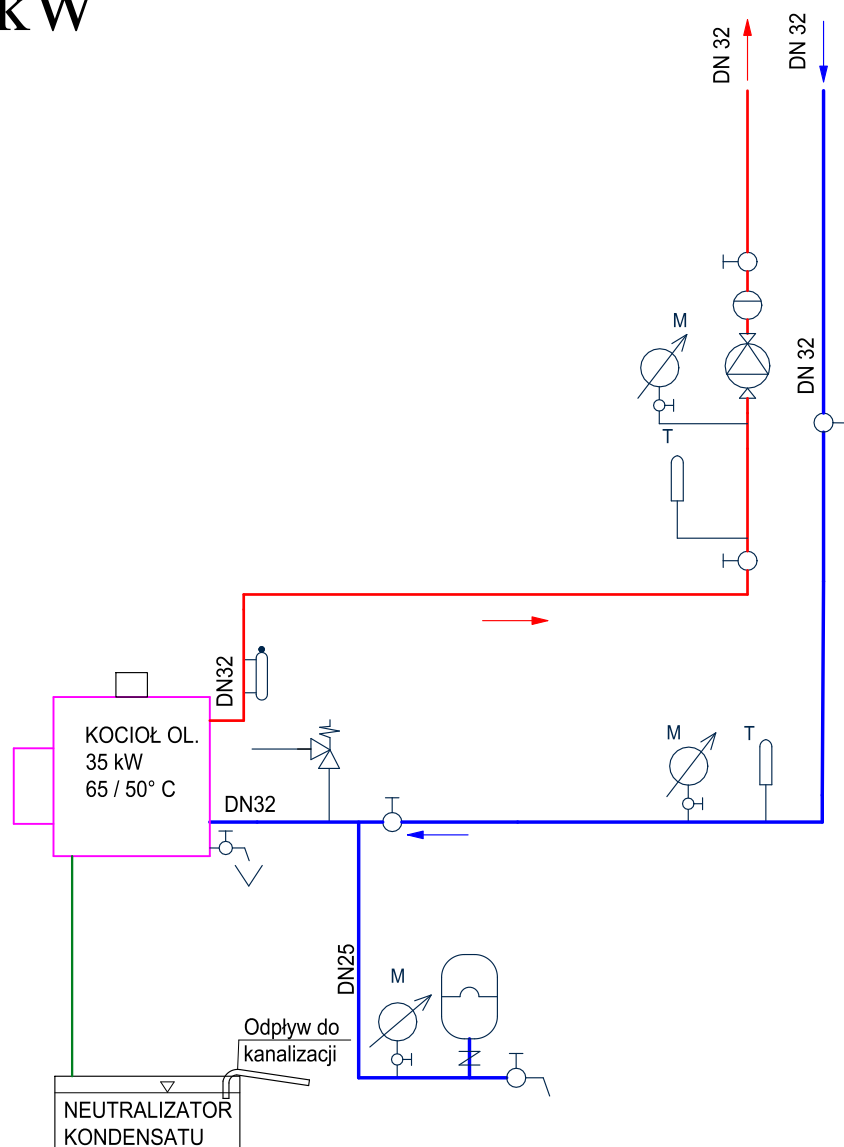 kW
DN 32
DN 32
M
DN 32
T
DN32
KOCIOŁ OL.
35 kW
65 / 50° C
M
T
DN32
DN25
M
Odpływ do
kanalizacji
NEUTRALIZATOR
KONDENSATU